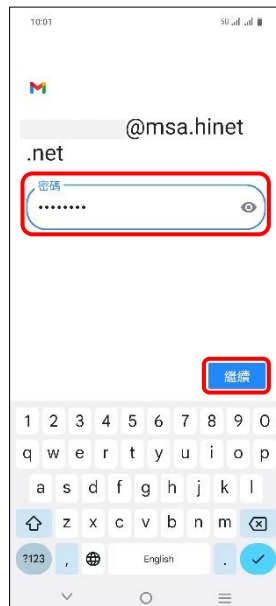 10:01 5G
@msa.hinet
.net
密碼
••••••••
繼續
1 2 3 4 5 6 7 8 9 0
q w e r t y u i o p
a s d f g h j k l
z x c v b n m
?123 , English .